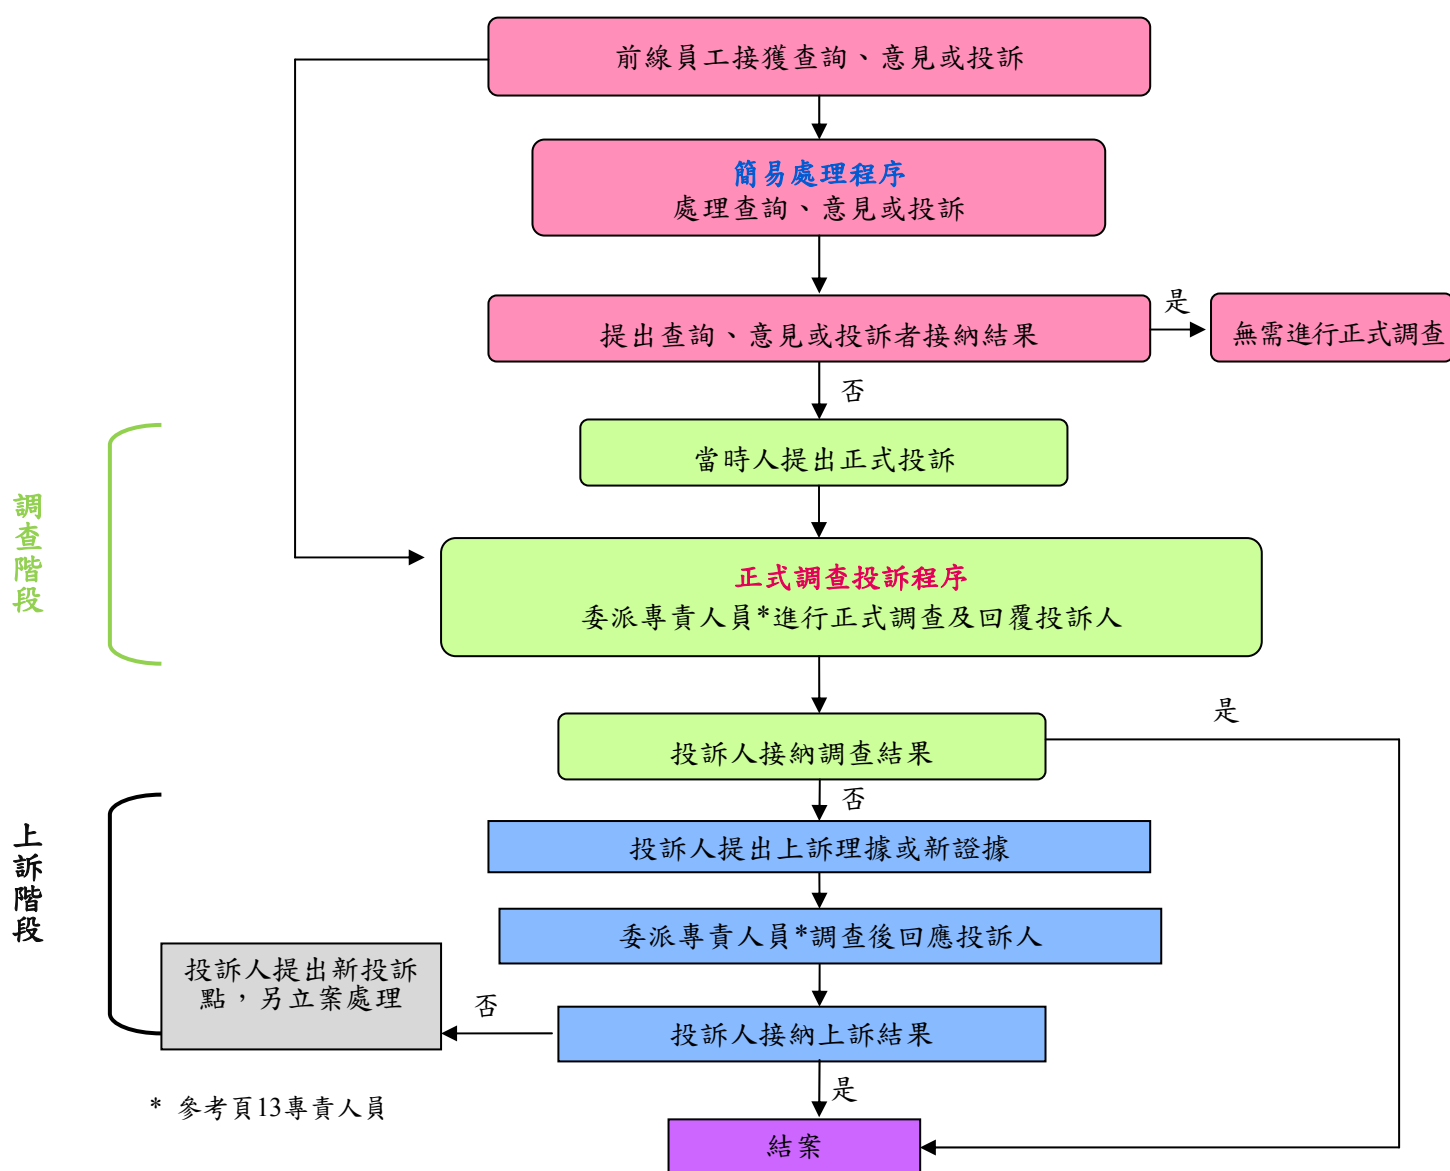 前線員工接獲查詢、意見或投訴
簡易處理程序
處理查詢、意見或投訴
提出查詢、意見或投訴者接納結果
是
無需進行正式調查
否
當時人提出正式投訴
調查階段
正式調查投訴程序
委派專責人員*進行正式調查及回覆投訴人
投訴人接納調查結果
是
否
上訴階段
投訴人提出上訴理據或新證據
委派專責人員*調查後回應投訴人
投訴人提出新投訴
點，另立案處理
否
投訴人接納上訴結果
是
* 參考頁13專責人員
結案